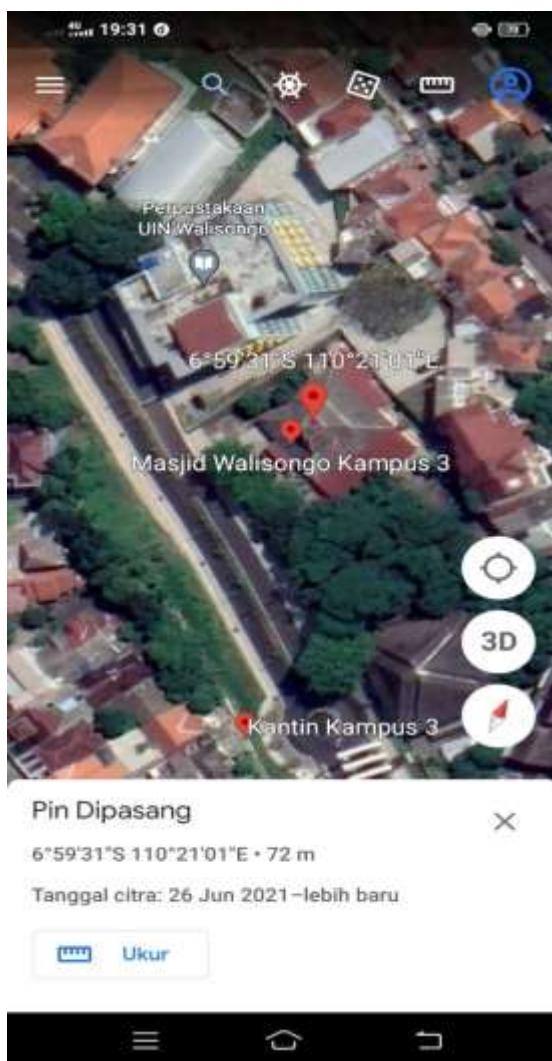 19:31
Perpustakaan
UIN Walisongo
6°59'31"S 110°21'01"E
Masjid Walisongo Kampus 3
3D
Kantin Kampus 3
Pin Dipasang
6°59'31"S 110°21'01"E • 72 m
Tanggal citra: 26 Jun 2021–lebih baru
Ukur